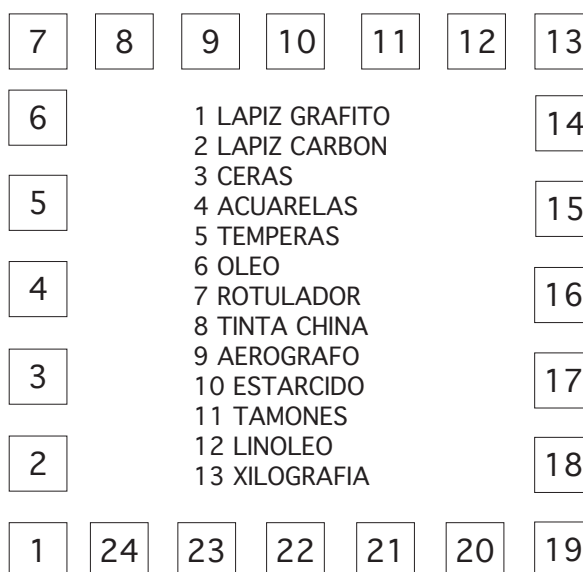 7 8 9 10 11 12 13
6 14
5 15
4 16
3 17
2 18
1 24 23 22 21 20 19
1 LAPIZ GRAFITO
2 LAPIZ CARBON
3 CERAS
4 ACUARELAS
5 TEMPERAS
6 OLEO
7 ROTULADOR
8 TINTA CHINA
9 AEROGRAFO
10 ESTARCIDO
11 TAMONES
12 LINOLEO
13 XILOGRAFIA